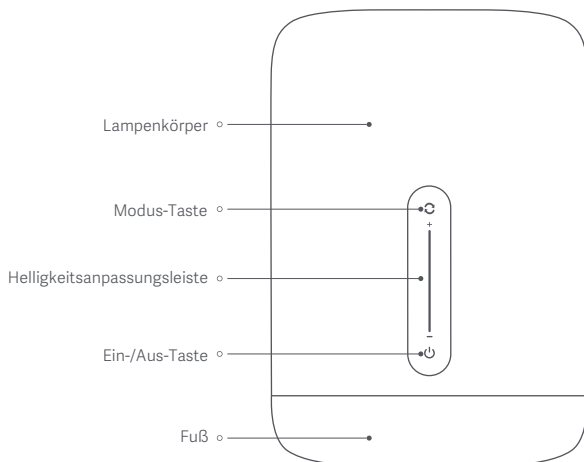 Lampenkörper
Modus-Taste
+
Helligkeitsanpassungsleiste
−
Ein-/Aus-Taste
Fuß